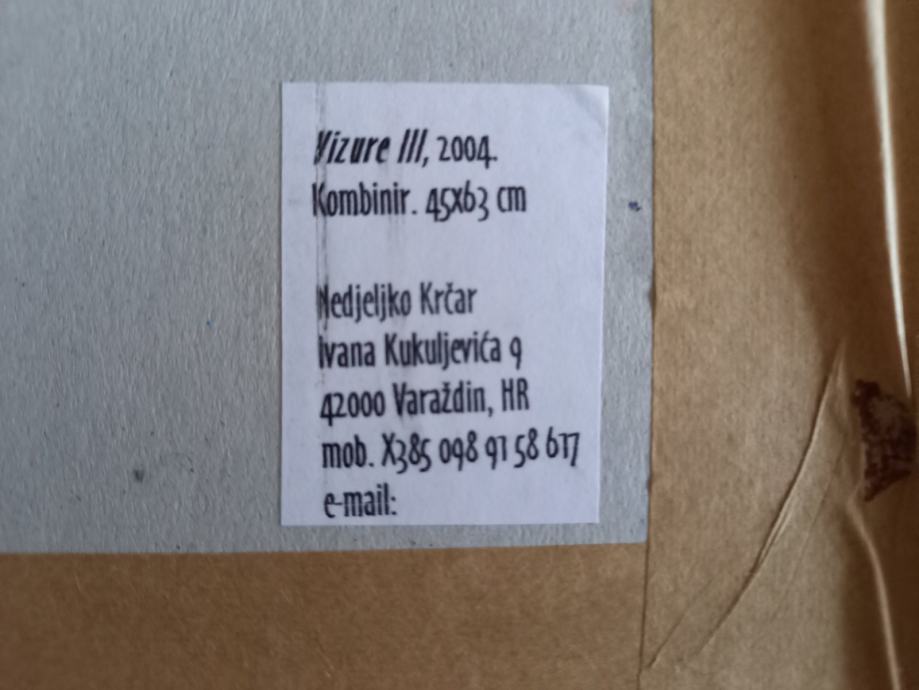 Vizure III, 2004.
Kombinir. 45x63 cm
Nedjeljko Krčar
Ivana Kukuljevića 9
42000 Varaždin, HR
mob. X385 098 91 58 617
e-mail: